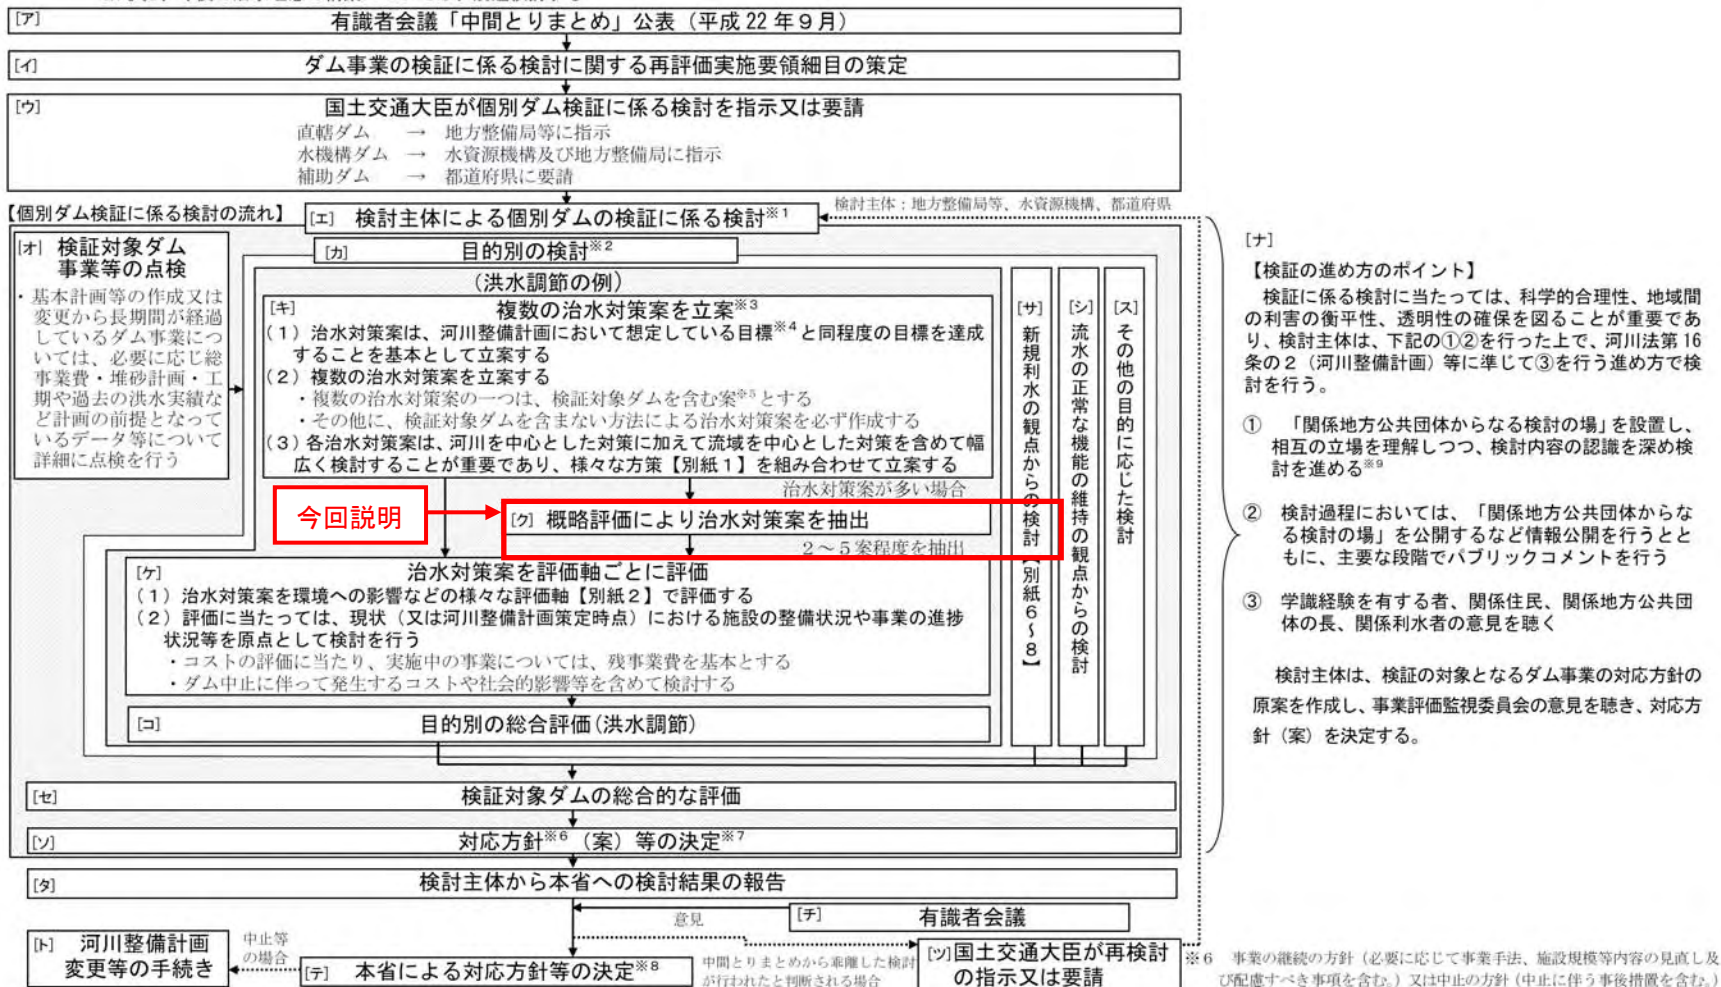 [ア] 有識者会議「中間とりまとめ」公表（平成 22 年９月）
[イ] ダム事業の検証に係る検討に関する再評価実施要領細目の策定
[ウ] 国土交通大臣が個別ダム検証に係る検討を指示又は要請
直轄ダム → 地方整備局等に指示
水機構ダム → 水資源機構及び地方整備局に指示
補助ダム → 都道府県に要請
【個別ダム検証に係る検討の流れ】
[エ] 検討主体による個別ダムの検証に係る検討※1
検討主体：地方整備局等、水資源機構、都道府県
[オ] 検証対象ダム
事業等の点検
・基本計画等の作成又は
変更から長期間が経過
しているダム事業につ
いては、必要に応じ総
事業費・堆砂計画・工
期や過去の洪水実績な
ど計画の前提となって
いるデータ等について
詳細に点検を行う
[カ] 目的別の検討※2
(洪水調節の例)
[キ] 複数の治水対策案を立案※3
(１) 治水対策案は、河川整備計画において想定している目標※4と同程度の目標を達成
することを基本として立案する
(２) 複数の治水対策案を立案する
・複数の治水対策案の一つは、検証対象ダムを含む案※5とする
・その他に、検証対象ダムを含まない方法による治水対策案を必ず作成する
(３) 各治水対策案は、河川を中心とした対策に加えて流域を中心とした対策を含めて幅
広く検討することが重要であり、様々な方策【別紙１】を組み合わせて立案する
治水対策案が多い場合
今回説明
[ク] 概略評価により治水対策案を抽出
２～５案程度を抽出
[ケ] 治水対策案を評価軸ごとに評価
(１) 治水対策案を環境への影響などの様々な評価軸【別紙２】で評価する
(２) 評価に当たっては、現状（又は河川整備計画策定時点）における施設の整備状況や事業の進捗
状況等を原点として検討を行う
・コストの評価に当たり、実施中の事業については、残事業費を基本とする
・ダム中止に伴って発生するコストや社会的影響等を含めて検討する
[コ] 目的別の総合評価(洪水調節)
[サ] 新規利水の観点からの検討【別紙６～８】
[シ] 流水の正常な機能の維持の観点からの検討
[ス] その他の目的に応じた検討
[セ] 検証対象ダムの総合的な評価
[ソ] 対応方針※6（案）等の決定※7
[タ] 検討主体から本省への検討結果の報告
意見
[チ] 有識者会議
[ト] 河川整備計画
変更等の手続き
中止等
の場合
[テ] 本省による対応方針等の決定※8
中間とりまとめから乖離した検討
が行われたと判断される場合
[ツ] 国土交通大臣が再検討
の指示又は要請
[ナ]
【検証の進め方のポイント】
検証に係る検討に当たっては、科学的合理性、地域間
の利害の衡平性、透明性の確保を図ることが重要であ
り、検討主体は、下記の①②を行った上で、河川法第 16
条の２（河川整備計画）等に準じて③を行う進め方で検
討を行う。
① 「関係地方公共団体からなる検討の場」を設置し、
相互の立場を理解しつつ、検討内容の認識を深め検
討を進める※9
② 検討過程においては、「関係地方公共団体からな
る検討の場」を公開するなど情報公開を行うとと
もに、主要な段階でパブリックコメントを行う
③ 学識経験を有する者、関係住民、関係地方公共団
体の長、関係利水者の意見を聴く
検討主体は、検証の対象となるダム事業の対応方針の
原案を作成し、事業評価監視委員会の意見を聴き、対応方
針（案）を決定する。
※６ 事業の継続の方針（必要に応じて事業手法、施設規模等内容の見直し及
び配慮すべき事項を含む。）又は中止の方針（中止に伴う事後措置を含む。）